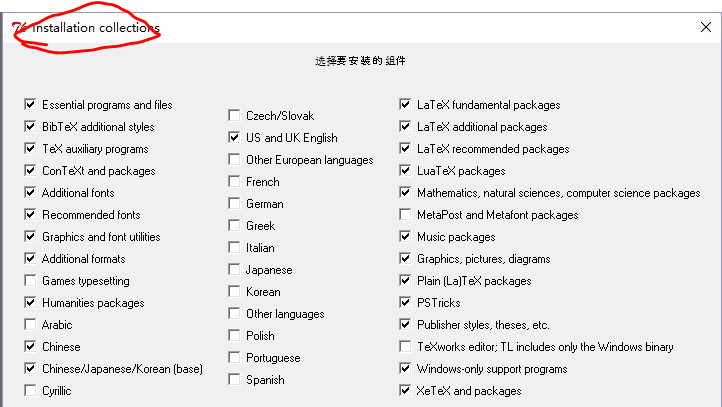 Installation collections
选择要安装的组件
Essential programs and files
BibTeX additional styles
TeX auxiliary programs
ConTeXt and packages
Additional fonts
Recommended fonts
Graphics and font utilities
Additional formats
Games typesetting
Humanities packages
Arabic
Chinese
Chinese/Japanese/Korean (base)
Cyrillic
Czech/Slovak
US and UK English
Other European languages
French
German
Greek
Italian
Japanese
Korean
Other languages
Polish
Portuguese
Spanish
LaTeX fundamental packages
LaTeX additional packages
LaTeX recommended packages
LuaTeX packages
Mathematics, natural sciences, computer science packages
MetaPost and Metafont packages
Music packages
Graphics, pictures, diagrams
Plain (La)TeX packages
PSTricks
Publisher styles, theses, etc.
TeXworks editor; TL includes only the Windows binary
Windows-only support programs
XeTeX and packages